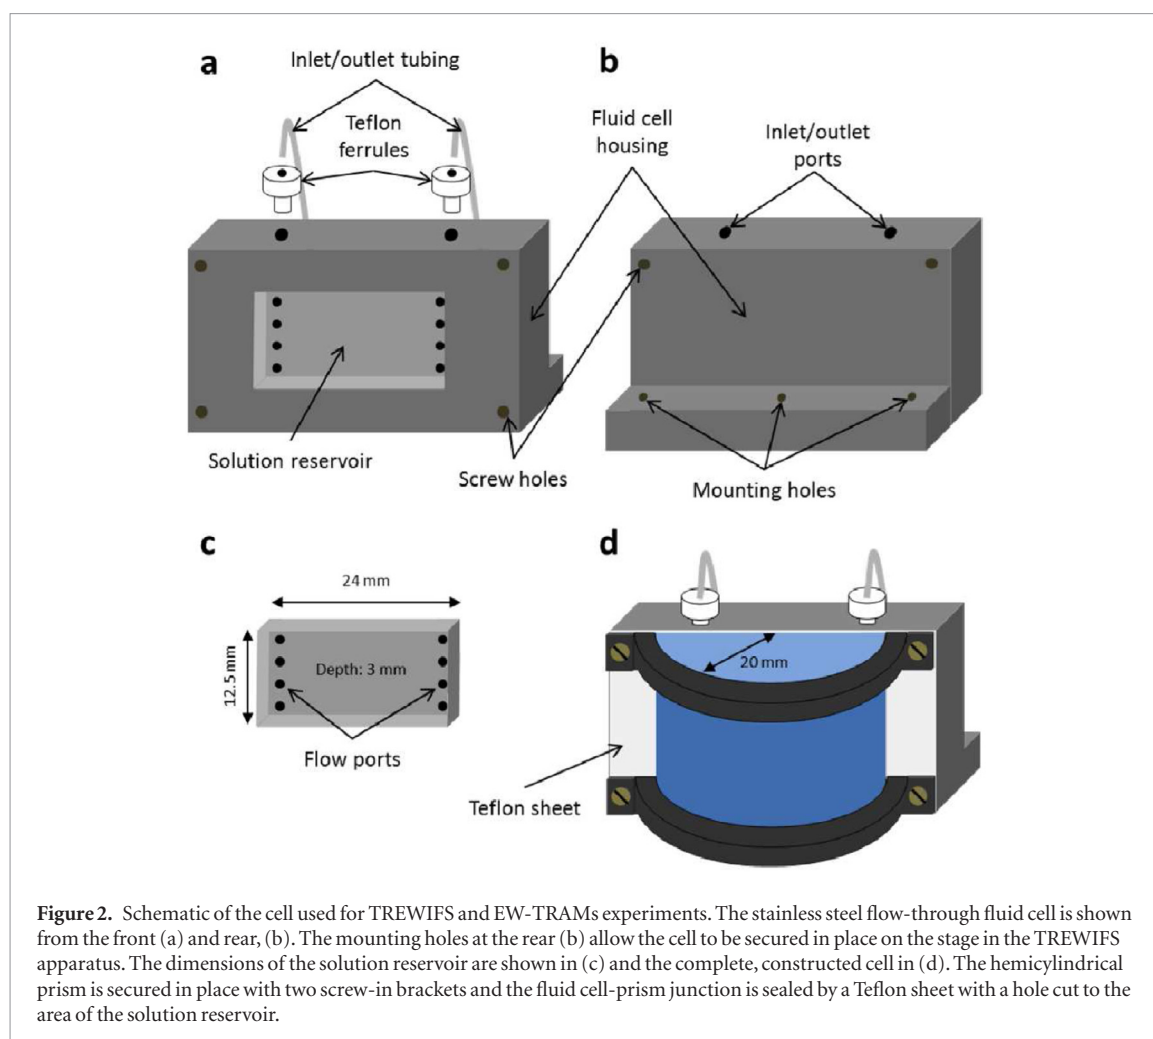 a
Inlet/outlet tubing
Teflon
ferrules
b
Fluid cell
housing
Inlet/outlet
ports
Solution reservoir
Screw holes
Mounting holes
c
24 mm
12.5 mm
Depth: 3 mm
Flow ports
d
20 mm
Teflon sheet
Figure 2. Schematic of the cell used for TREWIFS and EW-TRAMs experiments. The stainless steel flow-through fluid cell is shown
from the front (a) and rear, (b). The mounting holes at the rear (b) allow the cell to be secured in place on the stage in the TREWIFS
apparatus. The dimensions of the solution reservoir are shown in (c) and the complete, constructed cell in (d). The hemicylindrical
prism is secured in place with two screw-in brackets and the fluid cell-prism junction is sealed by a Teflon sheet with a hole cut to the
area of the solution reservoir.